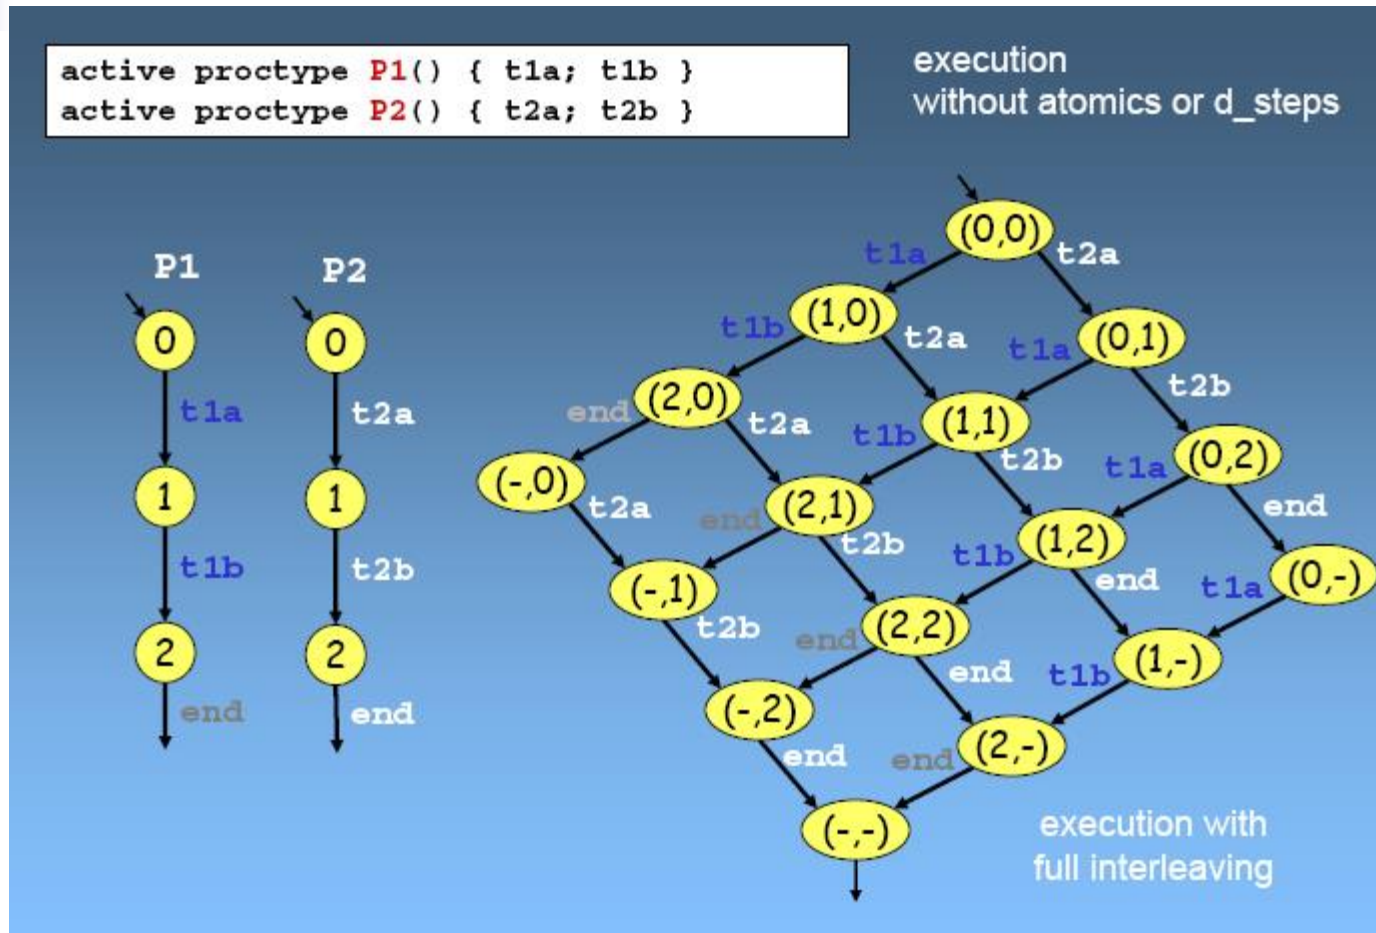 active proctype P1() { t1a; t1b }
active proctype P2() { t2a; t2b }
execution
without atomics or d_steps
P1
P2
0
t1a
1
t1b
2
end
0
t2a
1
t2b
2
end
(0,0)
t1a
t2a
(1,0)
(0,1)
t1b
t2a
t1a
t2b
(2,0)
(1,1)
(0,2)
end
t2a
t1b
t2b
t1a
end
(-,0)
(2,1)
(1,2)
(0,-)
t2a
end
t2b
t1b
end
t1a
(-,1)
(2,2)
(1,-)
t2b
end
end
t1b
(-,2)
(2,-)
end
end
(-,-)
execution with
full interleaving